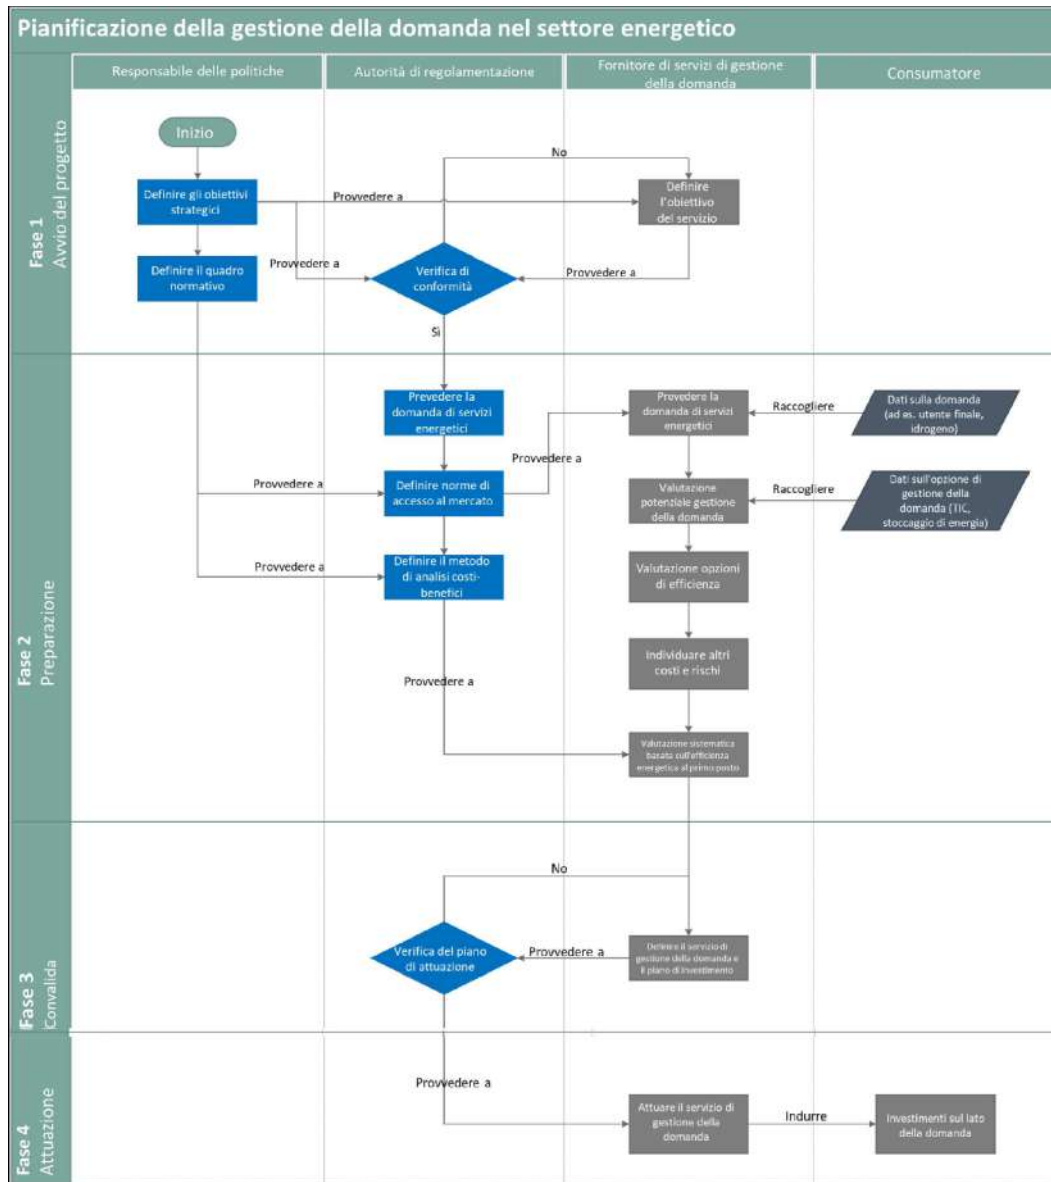 Pianificazione della gestione della domanda nel settore energetico
Responsabile delle politiche
Autorità di regolamentazione
Fornitore di servizi di gestione
della domanda
Consumatore
Fase 1
Avvio del progetto
Inizio
No
Definire gli obiettivi
strategici
Provvedere a
Definire
l'obiettivo
del servizio
Definire il quadro
normativo
Provvedere a
Verifica di
conformità
Provvedere a
Sì
Fase 2
Preparazione
Prevedere la
domanda di servizi
energetici
Prevedere la
domanda di servizi
energetici
Raccogliere
Dati sulla domanda
(ad es. utente finale,
idrogeno)
Provvedere a
Provvedere a
Definire norme di
accesso al mercato
Valutazione
potenziale gestione
della domanda
Raccogliere
Dati sull'opzione di
gestione della
domanda (TIC,
stoccaggio di energia)
Provvedere a
Definire il metodo
di analisi costi-
benefici
Valutazione opzioni
di efficienza
Individuare altri
costi e rischi
Provvedere a
Valutazione sistematica
basata sull'efficienza
energetica al primo posto
Fase 3
Convalida
No
Verifica del piano
di attuazione
Provvedere a
Definire il servizio di
gestione della domanda e
il piano di investimento
Fase 4
Attuazione
Provvedere a
Attuare il servizio di
gestione della
domanda
Indurre
Investimenti sul lato
della domanda